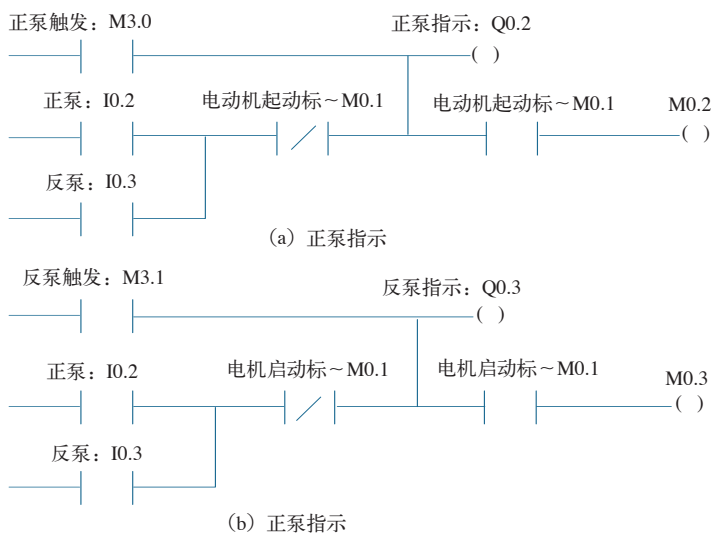 正泵触发：M3.0
正泵指示：Q0.2
( )
正泵：I0.2
电动机起动标～M0.1
电动机起动标～M0.1
M0.2
( )
反泵：I0.3
(a) 正泵指示
反泵触发：M3.1
反泵指示：Q0.3
( )
正泵：I0.2
电机启动标～M0.1
电机启动标～M0.1
M0.3
( )
反泵：I0.3
(b) 正泵指示